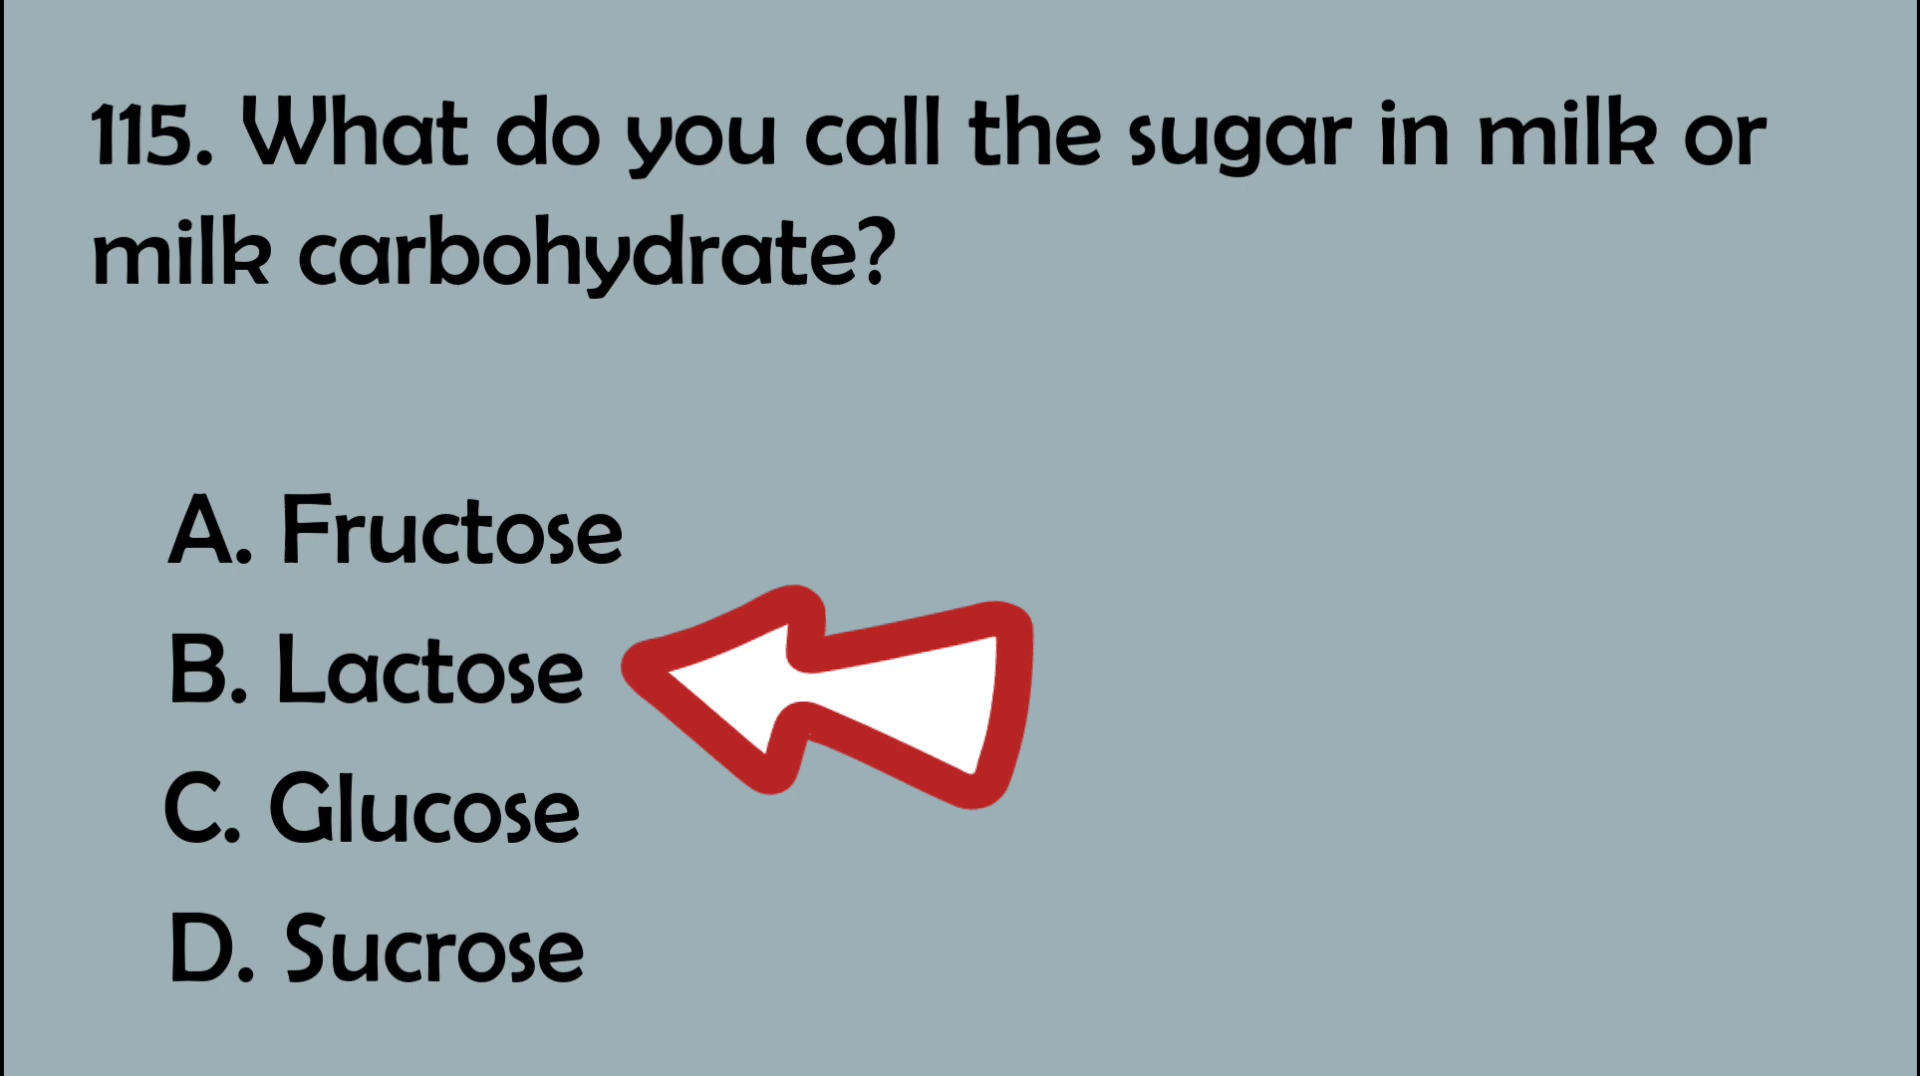 115. What do you call the sugar in milk or
milk carbohydrate?
A. Fructose
B. Lactose
C. Glucose
D. Sucrose